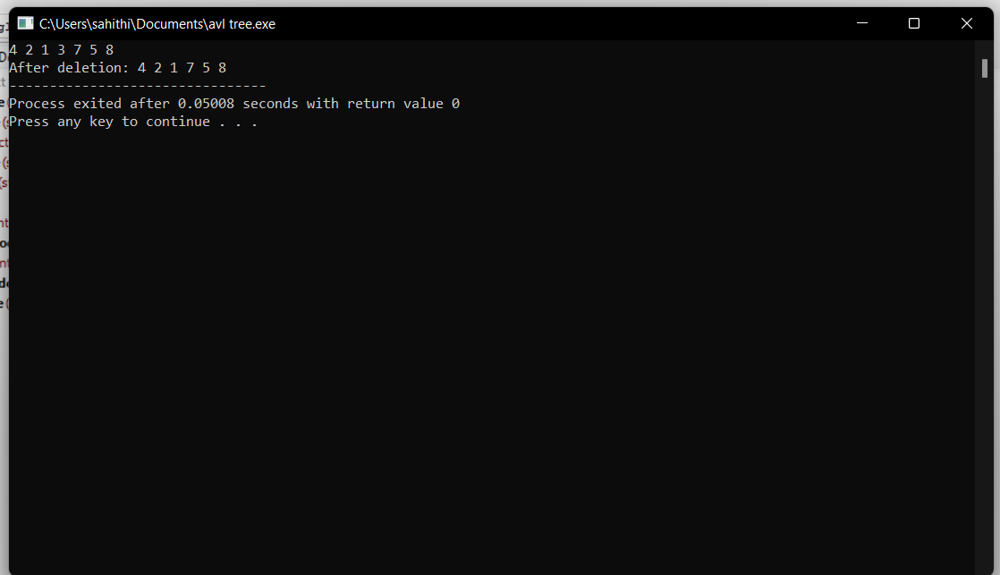 C:\Users\sahithi\Documents\avl tree.exe
4 2 1 3 7 5 8
After deletion: 4 2 1 7 5 8
--------------------------------
Process exited after 0.05008 seconds with return value 0
Press any key to continue . . .